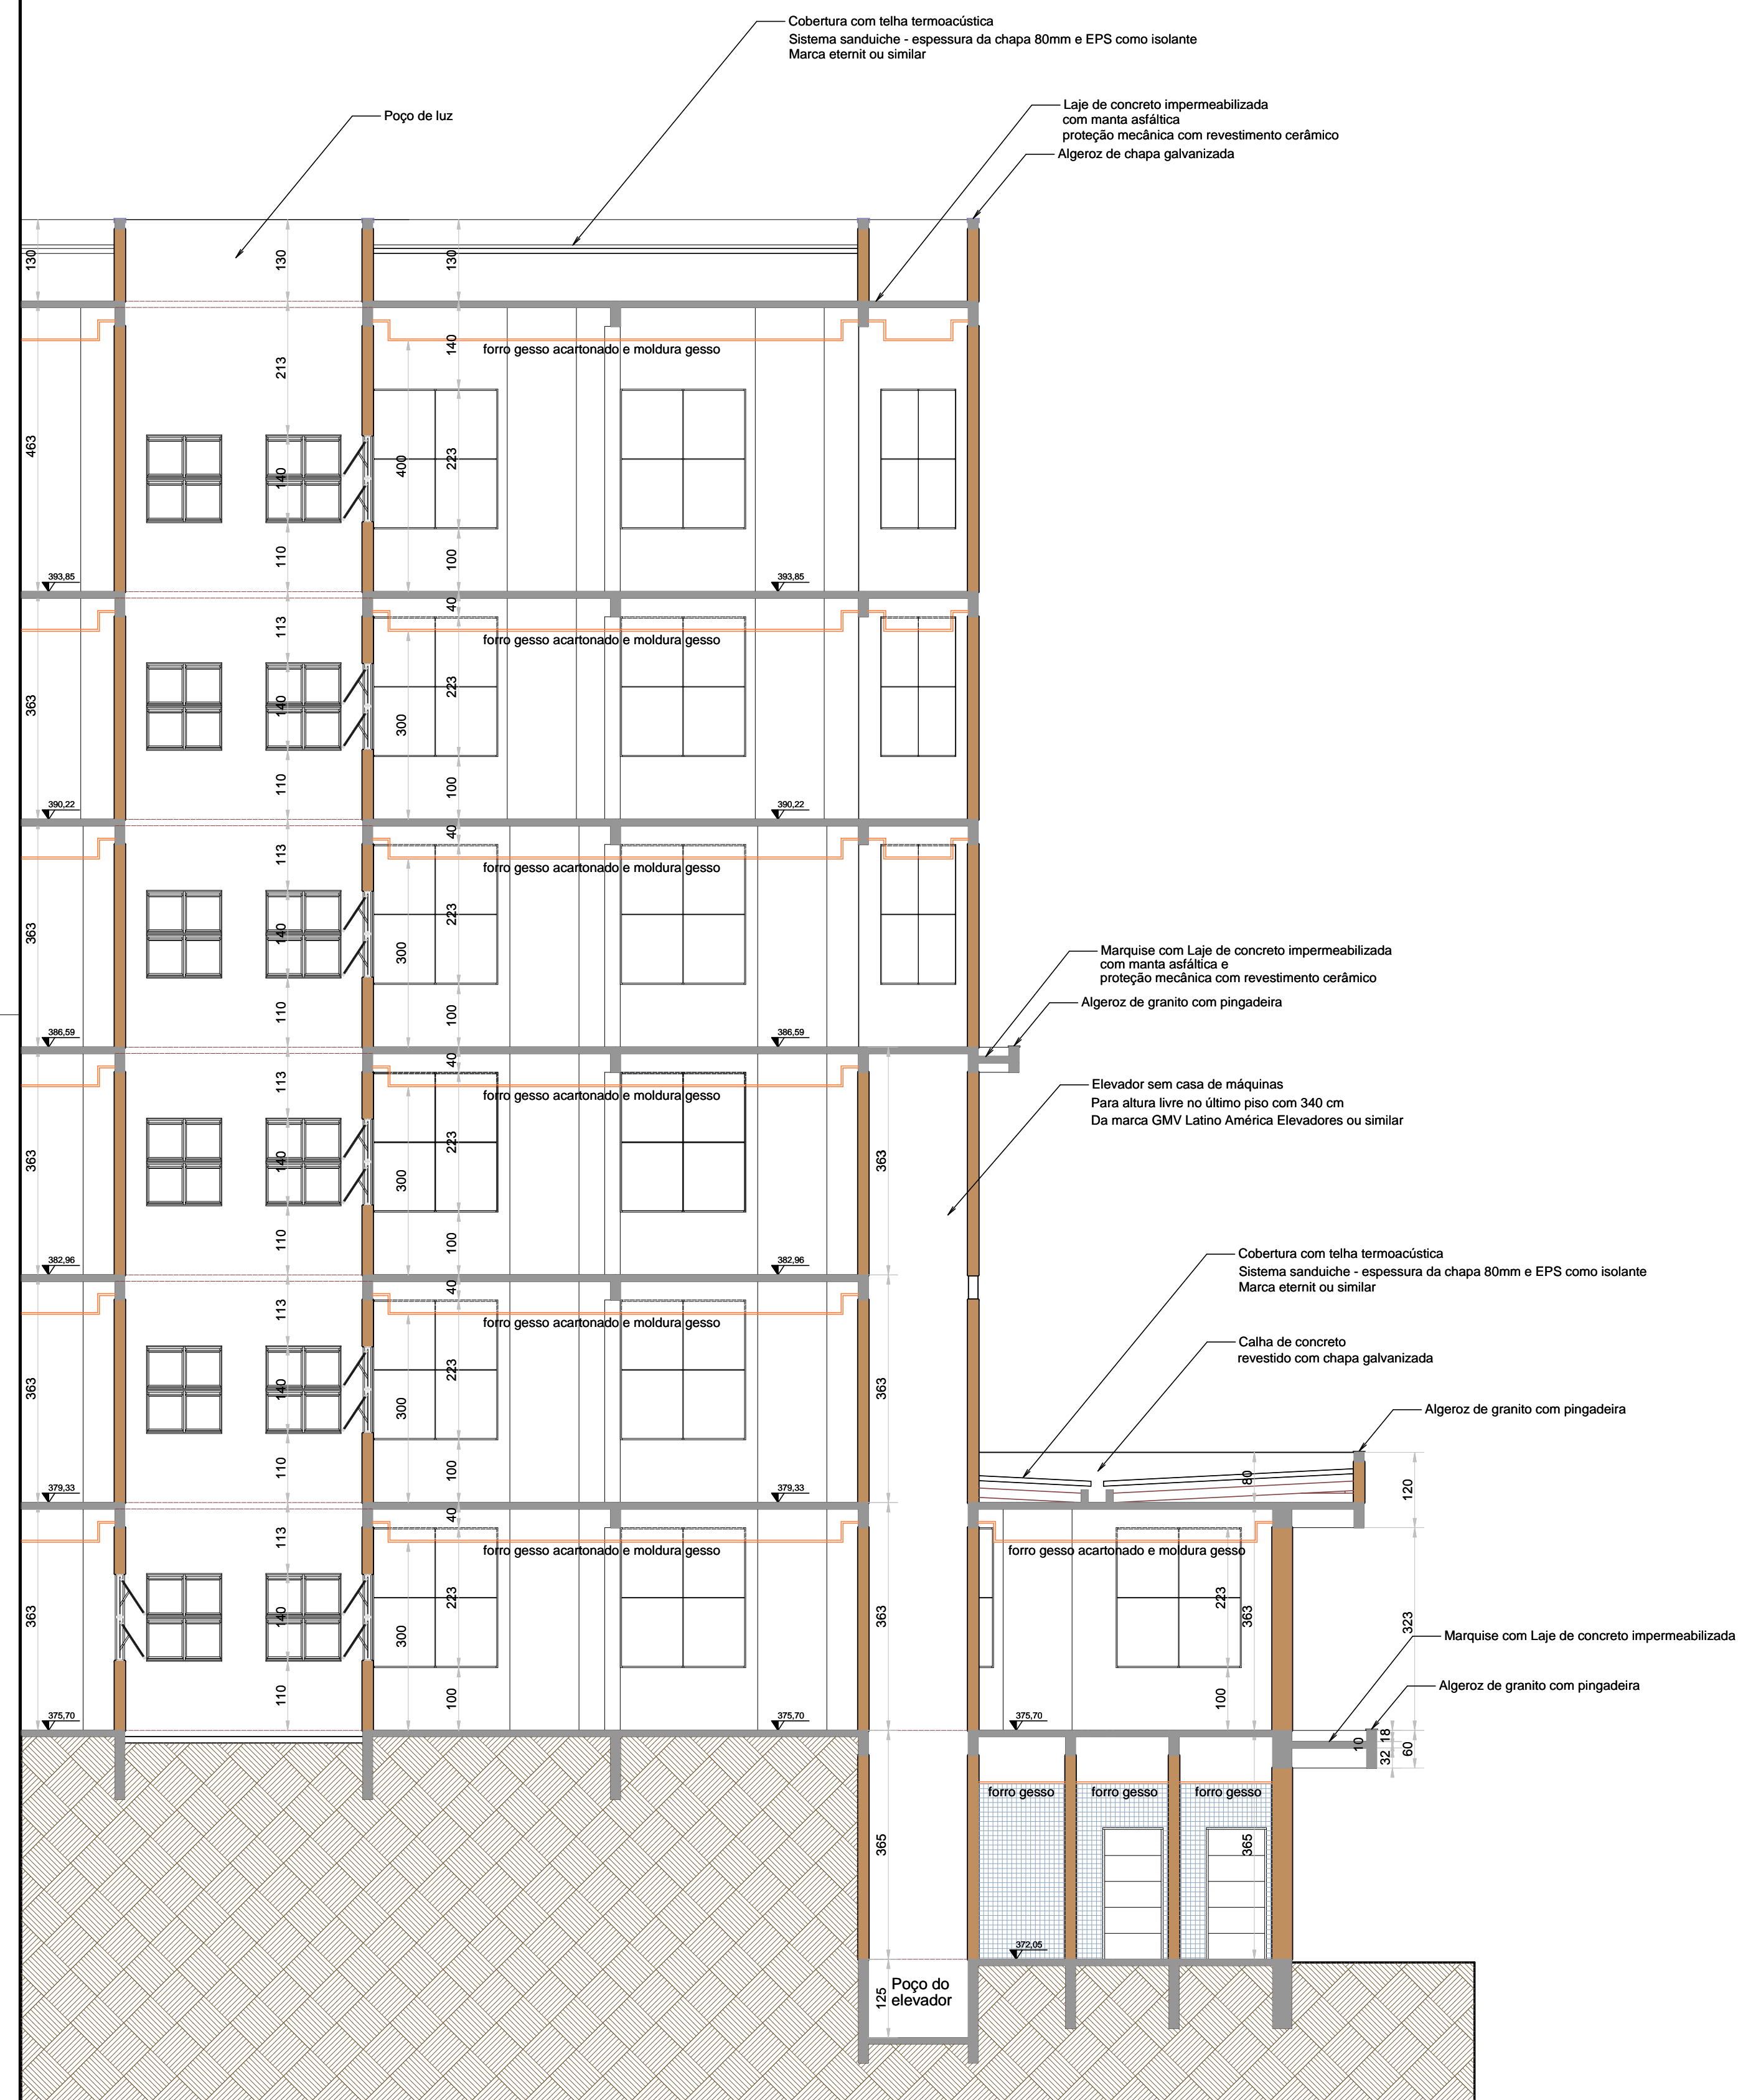 Cobertura com telha termoacústica
Sistema sanduiche - espessura da chapa 80mm e EPS como isolante
Marca eternit ou similar
Poço de luz
Laje de concreto impermeabilizada
com manta asfáltica
proteção mecânica com revestimento cerâmico
Algeroz de chapa galvanizada
130
130
130
140
forro gesso acartonado e moldura gesso
213
463
400
223
140
110
100
393,85
393,85
40
113
forro gesso acartonado e moldura gesso
363
140
223
300
110
100
390,22
390,22
40
113
forro gesso acartonado e moldura gesso
363
140
223
300
110
100
Marquise com Laje de concreto impermeabilizada
com manta asfáltica e
proteção mecânica com revestimento cerâmico
Algeroz de granito com pingadeira
386,59
386,59
40
113
forro gesso acartonado e moldura gesso
Elevador sem casa de máquinas
Para altura livre no último piso com 340 cm
Da marca GMV Latino América Elevadores ou similar
363
140
223
300
363
110
100
382,96
382,96
Cobertura com telha termoacústica
Sistema sanduiche - espessura da chapa 80mm e EPS como isolante
Marca eternit ou similar
40
113
forro gesso acartonado e moldura gesso
Calha de concreto
revestido com chapa galvanizada
363
140
223
300
363
Algeroz de granito com pingadeira
110
100
80
120
379,33
379,33
40
113
forro gesso acartonado e moldura gesso
forro gesso acartonado e moldura gesso
363
140
223
300
363
223
363
323
Marquise com Laje de concreto impermeabilizada
Algeroz de granito com pingadeira
110
100
100
375,70
375,70
375,70
10
18
32
60
forro gesso
forro gesso
forro gesso
365
365
372,05
125
Poço do
elevador